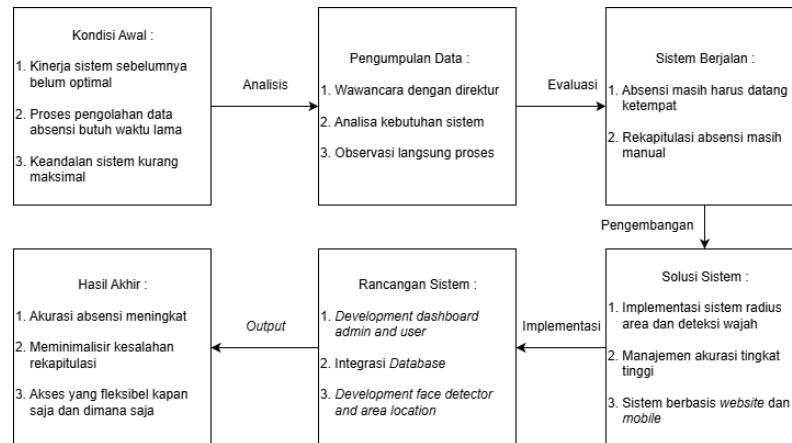 Kondisi Awal :
1. Kinerja sistem sebelumnya
belum optimal
2. Proses pengolahan data
absensi butuh waktu lama
3. Keandalan sistem kurang
maksimal
Analisis
Pengumpulan Data :
1. Wawancara dengan direktur
2. Analisa kebutuhan sistem
3. Observasi langsung proses
Evaluasi
Sistem Berjalan :
1. Absensi masih harus datang
ketempat
2. Rekapitulasi absensi masih
manual
Pengembangan
Solusi Sistem :
1. Implementasi sistem radius
area dan deteksi wajah
2. Manajemen akurasi tingkat
tinggi
3. Sistem berbasis website dan
mobile
Implementasi
Rancangan Sistem :
1. Development dashboard
admin and user
2. Integrasi Database
3. Development face detector
and area location
Output
Hasil Akhir :
1. Akurasi absensi meningkat
2. Meminimalisir kesalahan
rekapitulasi
3. Akses yang fleksibel kapan
saja dan dimana saja